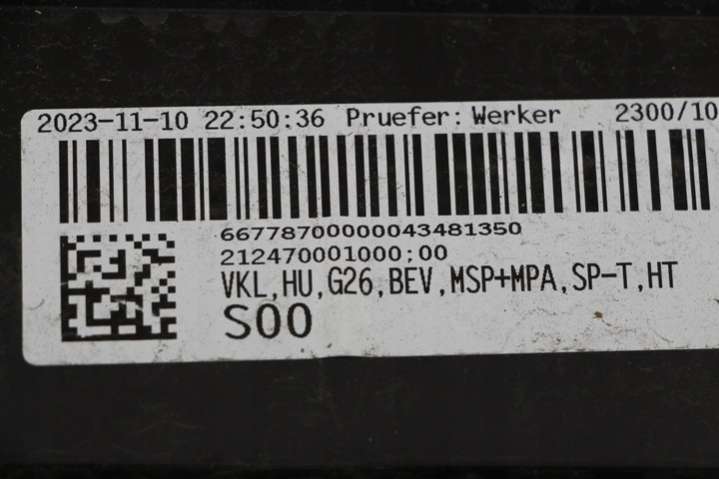 2023-11-10 22:50:36 Pruefer: Werker 2300/10
66778700000043481350
212470001000;00
VKL,HU,G26,BEV,MSP+MPA,SP-T,HT
S00